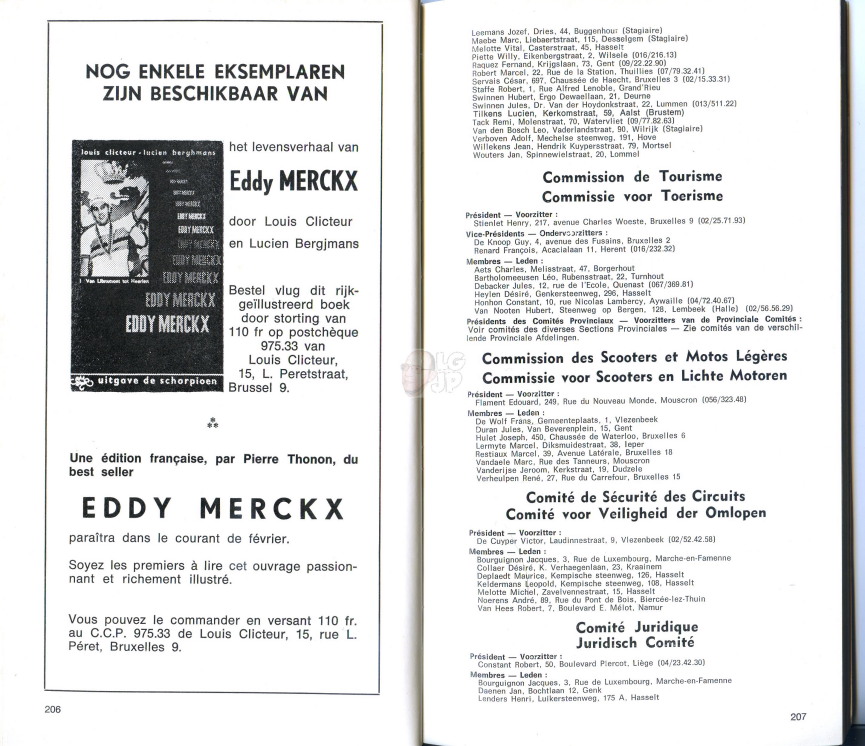 NOG ENKELE EKSEMPLAREN
ZIJN BESCHIKBAAR VAN
louis clicteur - lucien berghmans
EDDY MERCKX
EDDY MERCKX
EDDY MERCKX
EDDY MERCKX
EDDY MERCKX
EDDY MERCKX
EDDY MERCKX
uitgave de schorpioen
het levensverhaal van
Eddy MERCKX
door Louis Clicteur
en Lucien Bergjmans
Bestel vlug dit rijk-
geïllustreerd boek
door storting van
110 fr op postchèque
975.33 van
Louis Clicteur,
15, L. Peretstraat,
Brussel 9.
Une édition française, par Pierre Thonon, du
best seller
EDDY MERCKX
paraîtra dans le courant de février.
Soyez les premiers à lire cet ouvrage passion-
nant et richement illustré.
Vous pouvez le commander en versant 110 fr.
au C.C.P. 975.33 de Louis Clicteur, 15, rue L.
Péret, Bruxelles 9.
206
Leemans Jozef, Dries, 44, Buggenhout (Stagiaire)
Maebe Marc, Liebaertstraat, 115, Desselgem (Stagiaire)
Melotte Vital, Casterstraat, 45, Hasselt
Piette Willy, Eikenbergstraat, 2, Wilsele (016/216.13)
Raquez Fernand, Krijgslaan, 73, Gent (09/22.22.90)
Robert Marcel, 22, Rue de la Station, Thuillies (07/79.32.41)
Servais César, 697, Chaussée de Haecht, Bruxelles 3 (02/15.33.31)
Staffe Robert, 1, Rue Alfred Lenoble, Grand'Rieu
Swinnen Hubert, Ergo Dewaellaan, 21, Deurne
Swinnen Jules, Dr. Van der Hoydonkstraat, 22, Lummen (013/511.22)
Tilkens Lucien, Kerkomstraat, 59, Aalst (Brustem)
Tack Remi, Molenstraat, 70, Watervliet (09/77.82.63)
Van den Bosch Leo, Vaderlandstraat, 90, Wilrijk (Stagiaire)
Verboven Adolf, Mechelse steenweg, 191, Hove
Willekens Jean, Hendrik Kuypersstraat, 79, Mortsel
Wouters Jan, Spinnewielstraat, 20, Lommel
Commission de Tourisme
Commissie voor Toerisme
Président — Voorzitter :
Stienlet Henry, 217, avenue Charles Woeste, Bruxelles 9 (02/25.71.93)
Vice-Présidents — Ondervoorzitters :
De Knoop Guy, 4, avenue des Fussins, Bruxelles 2
Renard François, Acacialaan 11, Herent (016/232.32)
Membres — Leden :
Aets Charles, Melisstraat, 47, Borgerhout
Bartholomeeusen Léo, Rubensstraat, 22, Turnhout
Debacker Jules, 12, rue de l'Ecole, Quenast (067/369.81)
Heylen Désiré, Genkersteenweg, 296, Hasselt
Honhon Constant, 10, rue Nicolas Lambercy, Aywaille (04/72.40.67)
Van Nooten Hubert, Steenweg op Bergen, 128, Lembeek (Halle) (02/56.56.29)
Présidents des Comités Provinciaux — Voorzitters van de Provinciale Comités :
Voir comités des diverses Sections Provinciales — Zie comités van de verschil-
lende Provinciale Afdelingen.
Commission des Scooters et Motos Légères
Commissie voor Scooters en Lichte Motoren
Président — Voorzitter :
Flament Edouard, 249, Rue du Nouveau Monde, Mouscron (056/323.48)
Membres — Leden :
De Wolf Frans, Gemeenteplaats, 1, Vlezenbeek
Duran Jules, Van Beverenplein, 15, Gent
Hulet Joseph, 450, Chaussée de Waterloo, Bruxelles 6
Lermyte Marcel, Diksmuidestraat, 38, Ieper
Restiaux Marcel, 39, Avenue Latérale, Bruxelles 18
Vandaele Marc, Rue des Tanneurs, Mouscron
Vanderijse Jeroom, Kerkstraat, 19, Dudzele
Verheulpen René, 27, Rue du Carrefour, Bruxelles 15
Comité de Sécurité des Circuits
Comité voor Veiligheid der Omlopen
Président — Voorzitter :
De Cuyper Victor, Laudinnestraat, 9, Vlezenbeek (02/52.42.58)
Membres — Leden :
Bourguignon Jacques, 3, Rue de Luxembourg, Marche-en-Famenne
Collaer Désiré, K. Verhaegenlaan, 23, Kraainem
Deplaedt Maurice, Kempische steenweg, 126, Hasselt
Keldermans Leopold, Kempische steenweg, 108, Hasselt
Melotte Michel, Zavelvennestraat, 15, Hasselt
Noerens André, 89, Rue du Pont de Bois, Biercée-lez-Thuin
Van Hees Robert, 7, Boulevard E. Mélot, Namur
Comité Juridique
Juridisch Comité
Président — Voorzitter :
Constant Robert, 50, Boulevard Piercot, Liège (04/23.42.30)
Membres — Leden :
Bourguignon Jacques, 3, Rue de Luxembourg, Marche-en-Famenne
Daenen Jan, Bochtlaan 12, Genk
Lenders Henri, Luikersteenweg, 175 A, Hasselt
207